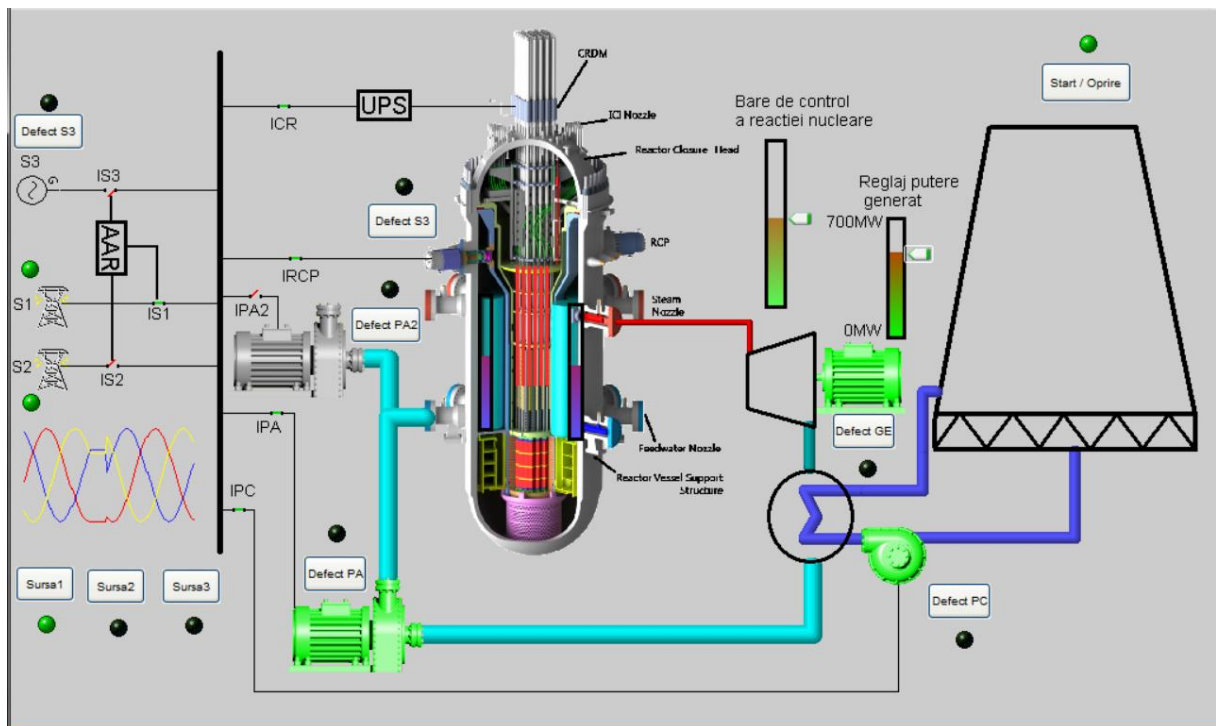 Start / Oprire
CRDM
UPS
ICR
ICI Nozzle
Bare de control
a reactiei nucleare
Defect S3
Reactor Closure Head
S3
G
IS3
Defect S3
Reglaj putere
generat
700MW
AAR
RCP
IRCP
S1
IS1
IPA2
Defect PA2
Steam
Nozzle
0MW
S2
IS2
IPA
Defect GE
Feedwater Nozzle
Reactor Vessel Support
Structure
IPC
Defect PA
Sursa1
Sursa2
Sursa3
Defect PC